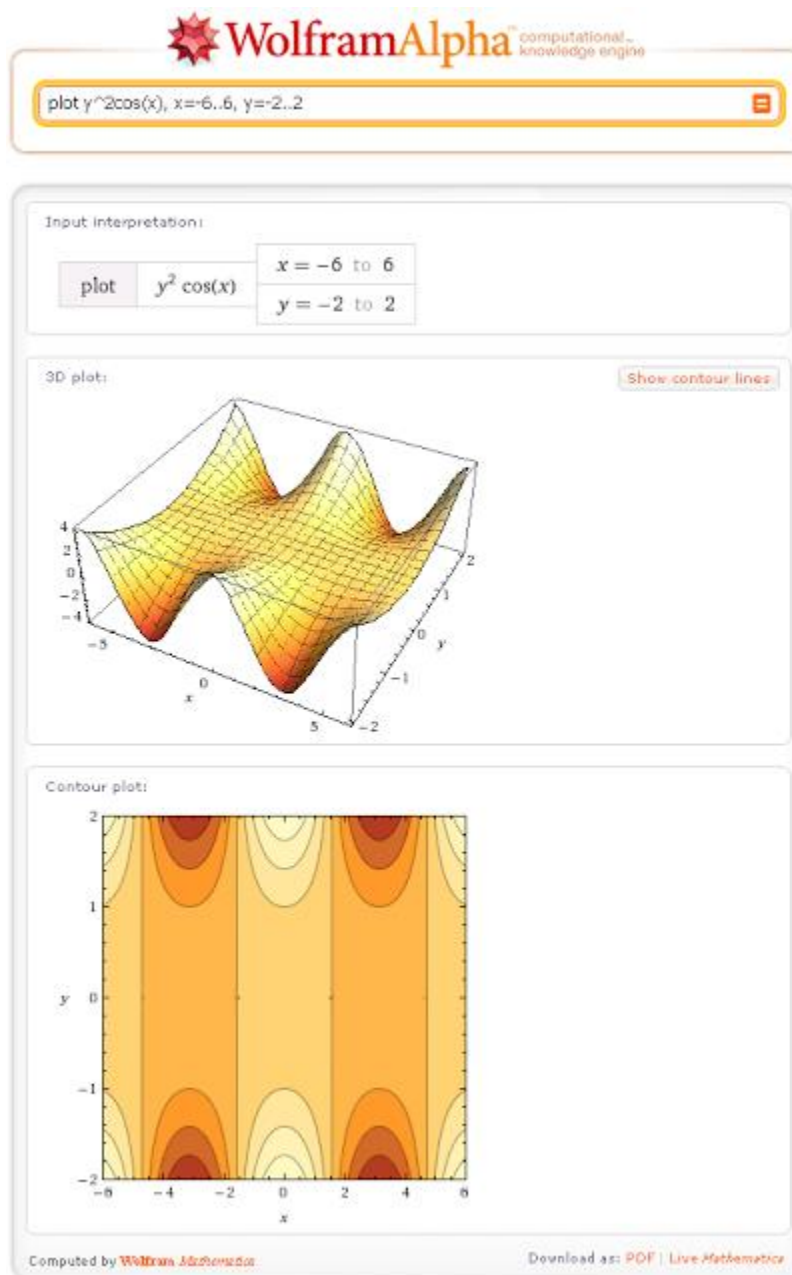 WolframAlpha™ computational.. knowledge engine
plot y^2cos(x), x=-6..6, y=-2..2
Input interpretation:
plot y² cos(x) x = −6 to 6
y = −2 to 2
3D plot:
Show contour lines
4
2
0
−2
−4
−5
x
0
5
−2
−1
0
y
1
2
Contour plot:
2
1
y 0
−1
−2
−6 −4 −2 0 2 4 6
x
Computed by Wolfram Mathematica
Download as: PDF | Live Mathematica